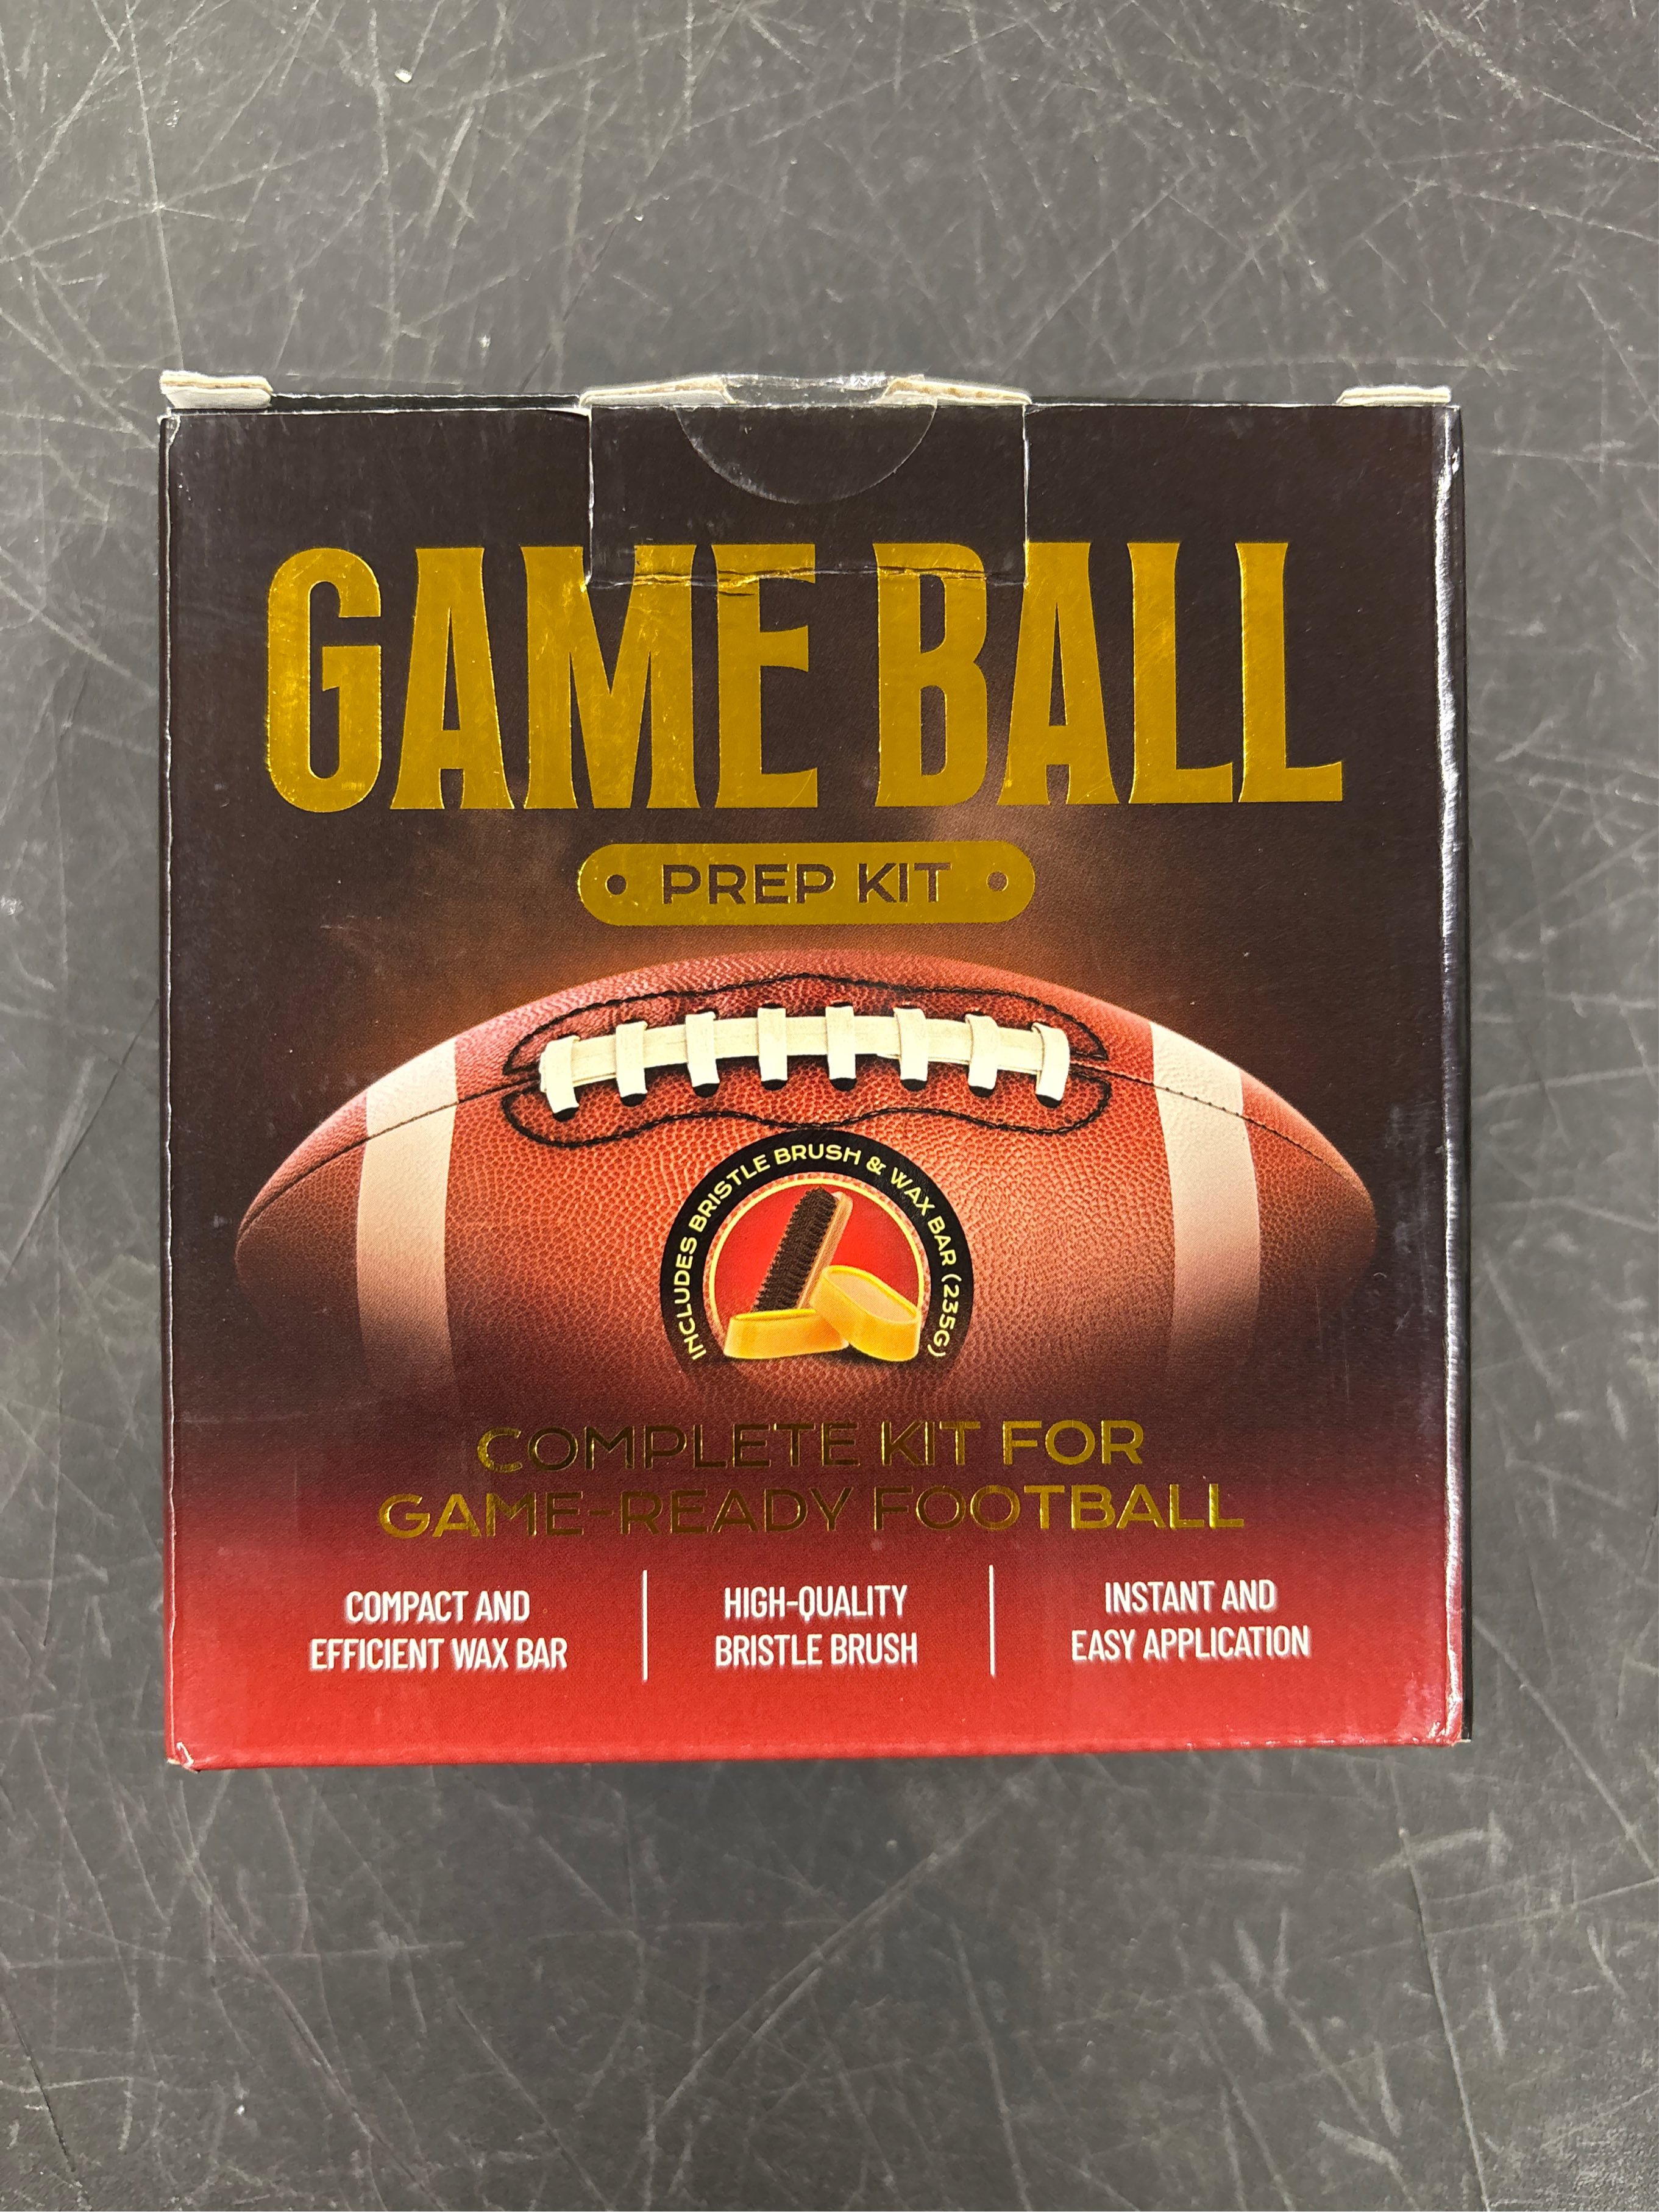 GAME BALL
• PREP KIT •
INCLUDES BRISTLE BRUSH & WAX BAR (235G)
COMPLETE KIT FOR
GAME-READY FOOTBALL
COMPACT AND
EFFICIENT WAX BAR
HIGH-QUALITY
BRISTLE BRUSH
INSTANT AND
EASY APPLICATION